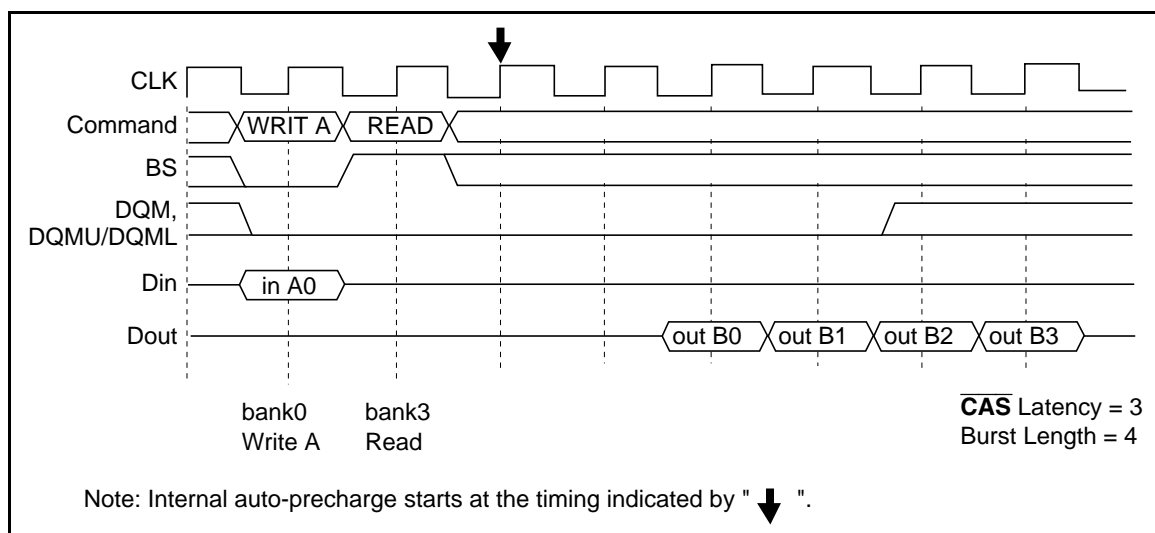 CLK
Command WRIT A READ
BS
DQM,
DQMU/DQML
Din in A0
Dout out B0 out B1 out B2 out B3
bank0 bank3 CAS Latency = 3
Write A Read Burst Length = 4
Note: Internal auto-precharge starts at the timing indicated by " ".